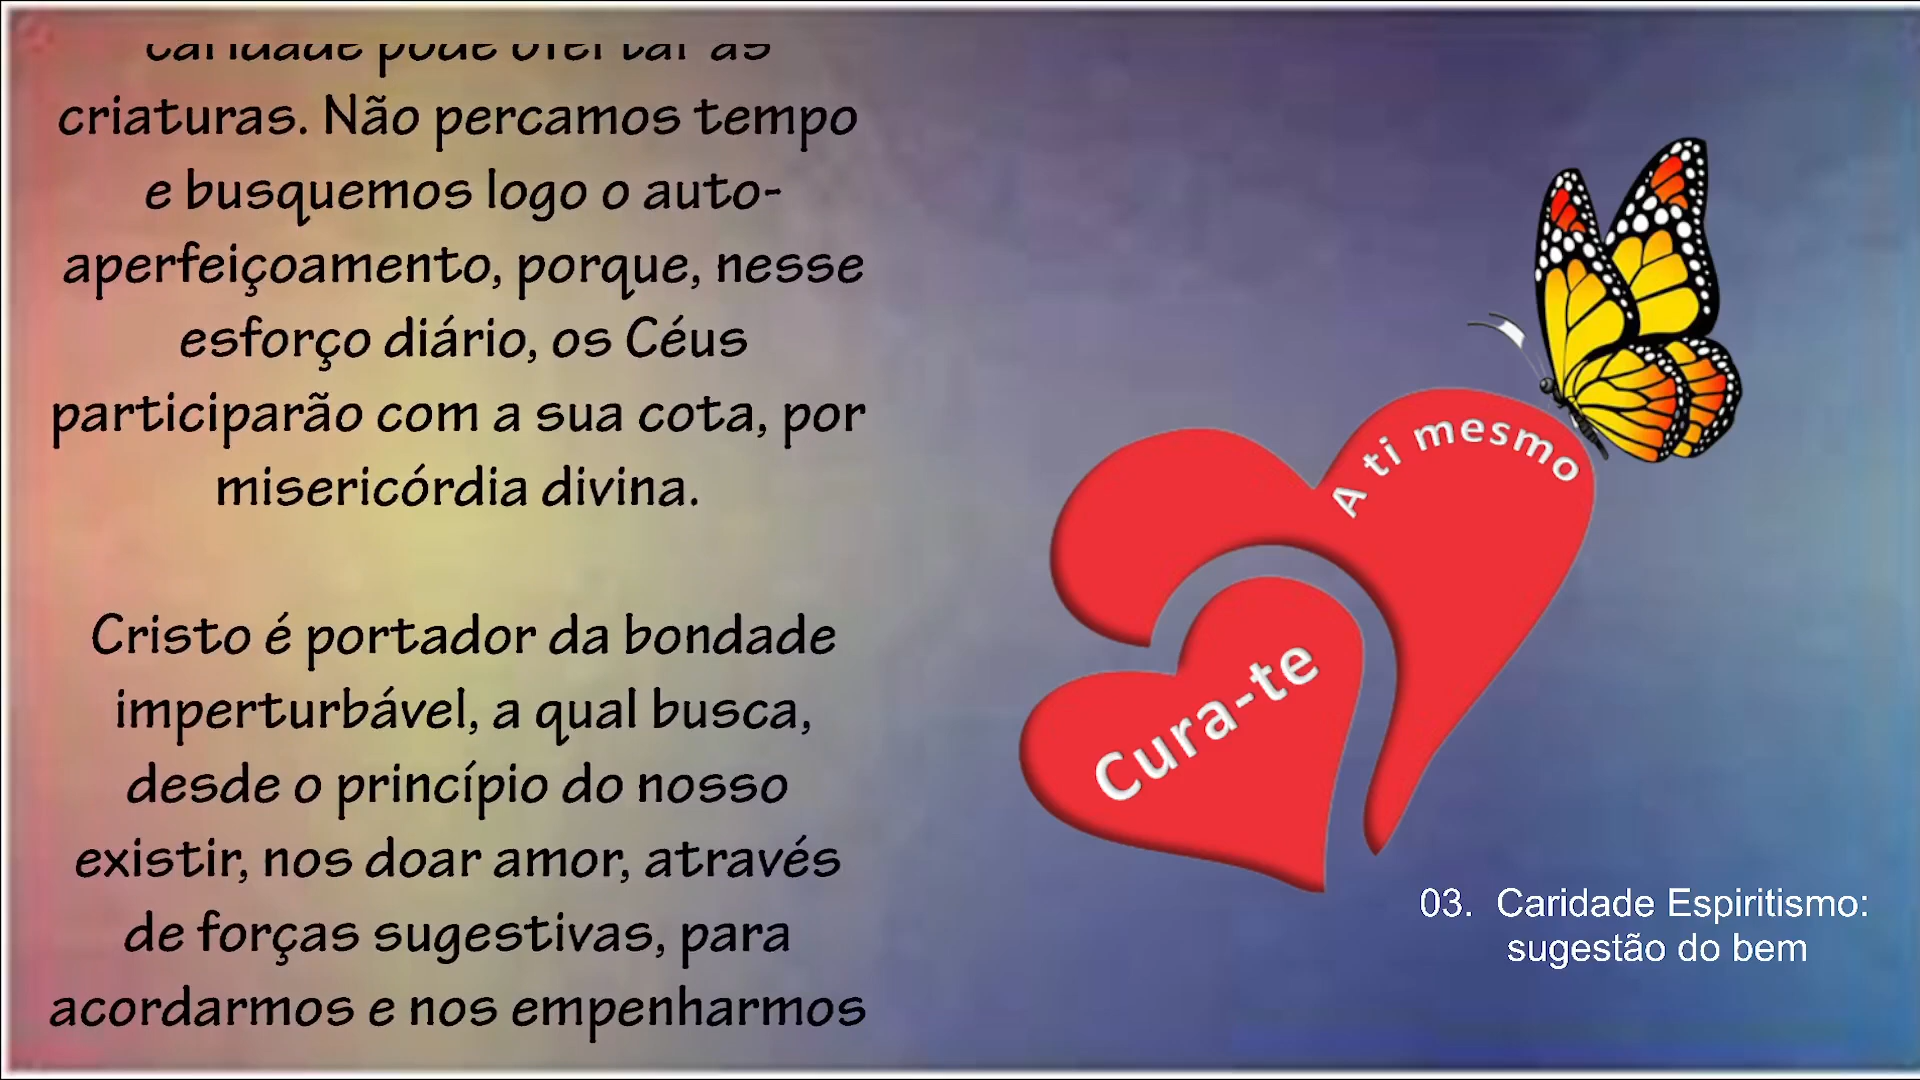 caridade pode ofertar às
criaturas. Não percamos tempo
e busquemos logo o auto-
aperfeiçoamento, porque, nesse
esforço diário, os Céus
participarão com a sua cota, por
misericórdia divina.
Cristo é portador da bondade
imperturbável, a qual busca,
desde o princípio do nosso
existir, nos doar amor, através
de forças sugestivas, para
acordarmos e nos empenharmos
A ti mesmo
Cura-te
03. Caridade Espiritismo:
sugestão do bem